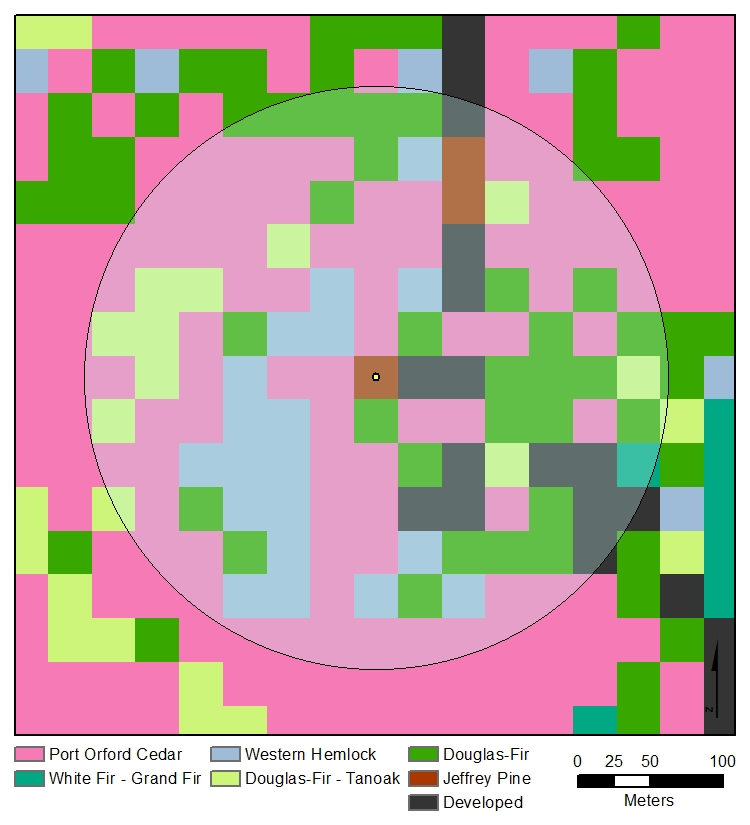 N
Port Orford Cedar Western Hemlock Douglas-Fir 0 25 50 100
White Fir - Grand Fir Douglas-Fir - Tanoak Jeffrey Pine
Developed Meters